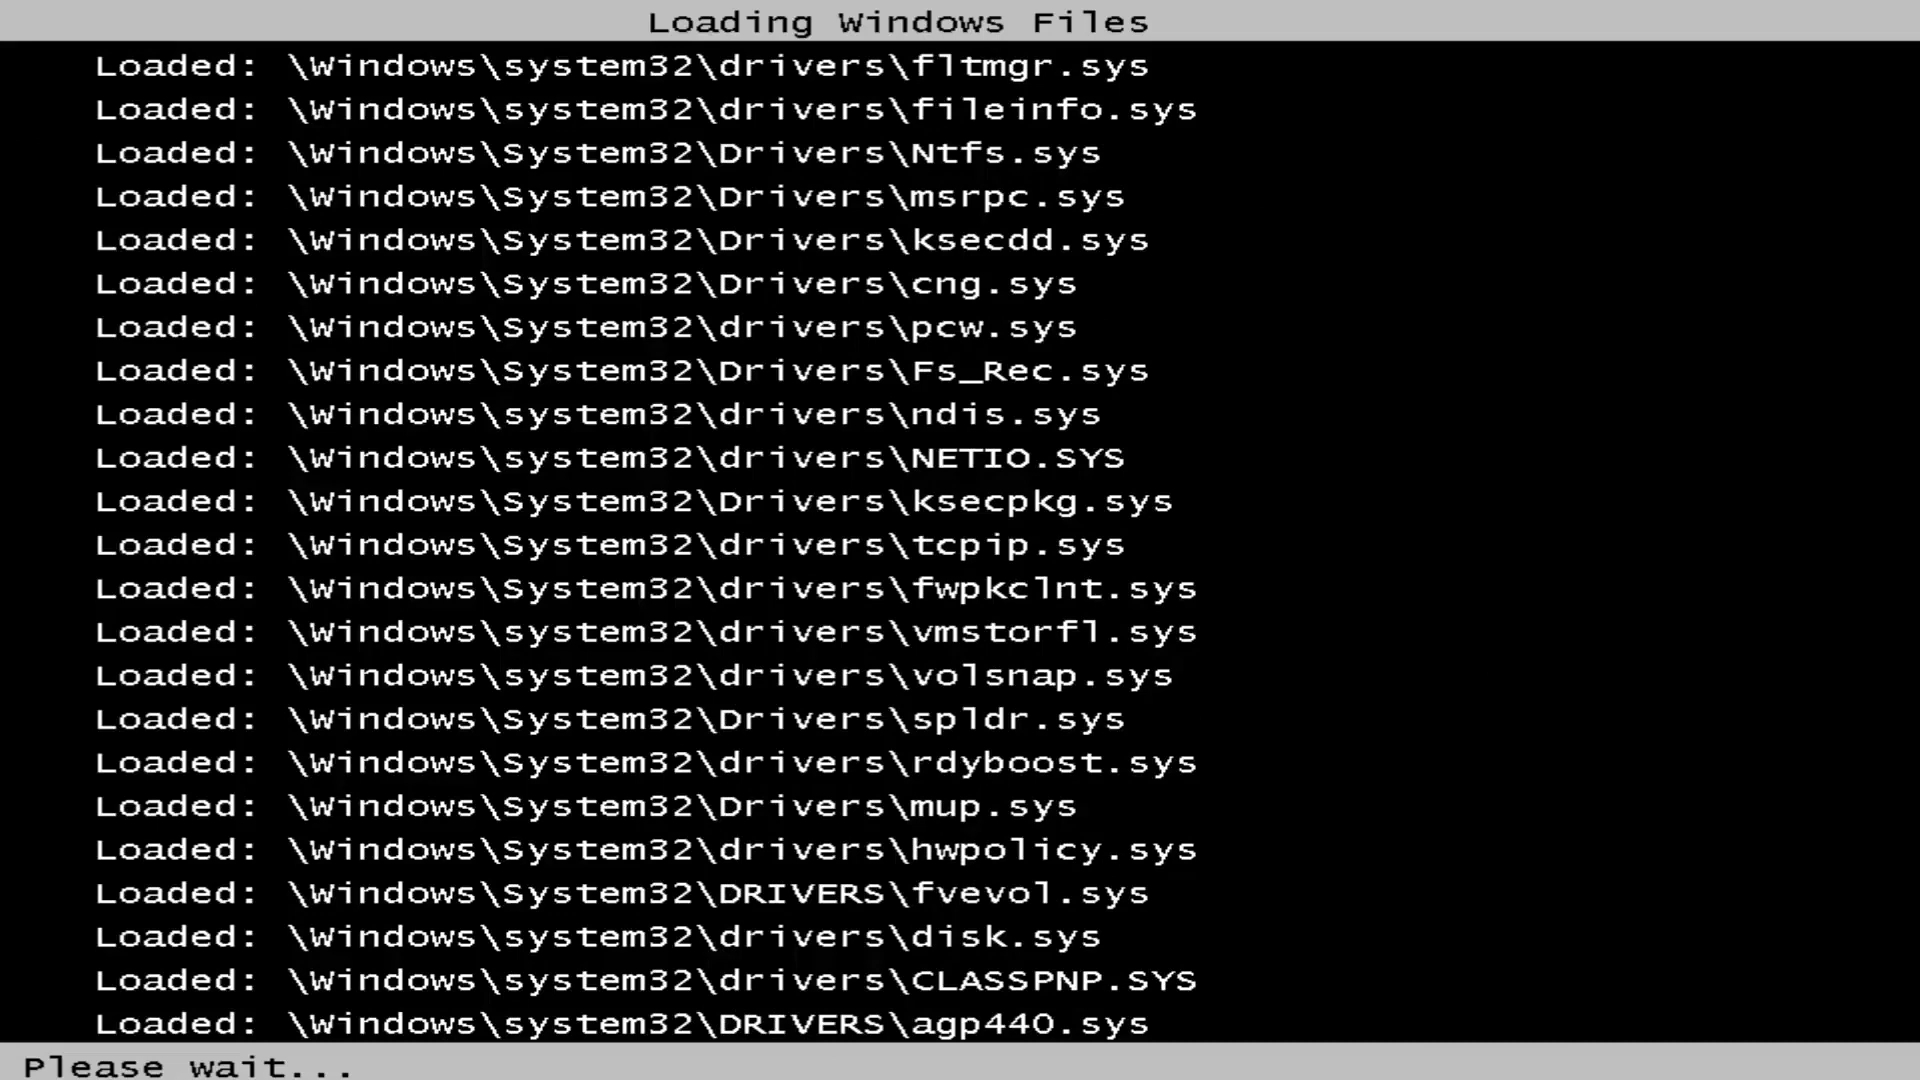 Loading Windows Files
Loaded: \Windows\system32\drivers\fltmgr.sys
Loaded: \Windows\system32\drivers\fileinfo.sys
Loaded: \Windows\System32\Drivers\Ntfs.sys
Loaded: \Windows\System32\Drivers\msrpc.sys
Loaded: \Windows\System32\Drivers\ksecdd.sys
Loaded: \Windows\System32\Drivers\cng.sys
Loaded: \Windows\System32\drivers\pcw.sys
Loaded: \Windows\System32\Drivers\Fs_Rec.sys
Loaded: \Windows\system32\drivers\ndis.sys
Loaded: \Windows\system32\drivers\NETIO.SYS
Loaded: \Windows\System32\Drivers\ksecpkg.sys
Loaded: \Windows\System32\drivers\tcpip.sys
Loaded: \Windows\System32\drivers\fwpkclnt.sys
Loaded: \Windows\system32\drivers\vmstorfl.sys
Loaded: \Windows\system32\drivers\volsnap.sys
Loaded: \Windows\System32\Drivers\spldr.sys
Loaded: \Windows\System32\drivers\rdyboost.sys
Loaded: \Windows\System32\Drivers\mup.sys
Loaded: \Windows\System32\drivers\hwpolicy.sys
Loaded: \Windows\System32\DRIVERS\fvevol.sys
Loaded: \Windows\system32\drivers\disk.sys
Loaded: \Windows\system32\drivers\CLASSPNP.SYS
Loaded: \Windows\system32\DRIVERS\agp440.sys
Please wait...